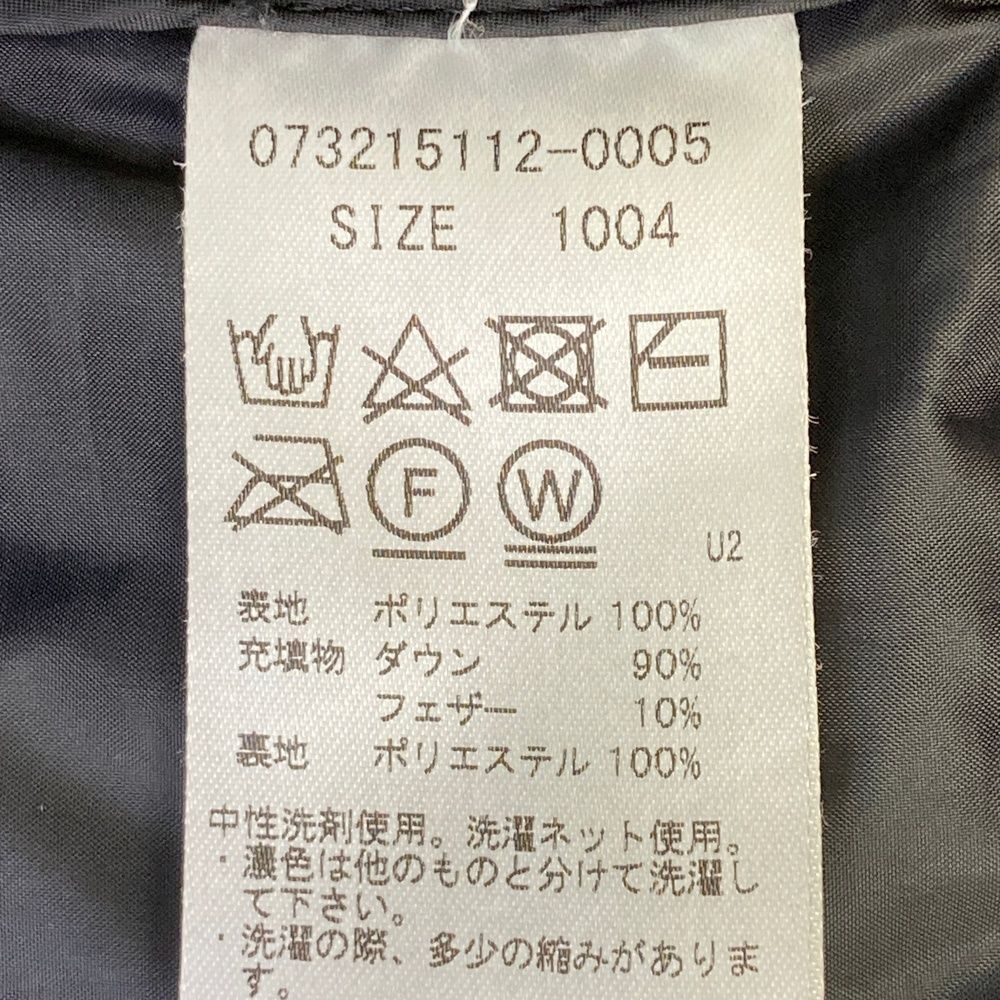 073215112-0005
SIZE 1004
F W
U2
表地 ポリエステル 100%
充填物 ダウン 90%
フェザー 10%
裏地 ポリエステル 100%
中性洗剤使用。洗濯ネット使用。
・濃色は他のものと分けて洗濯し
て下さい。
・洗濯の際、多少の縮みがありま
す。